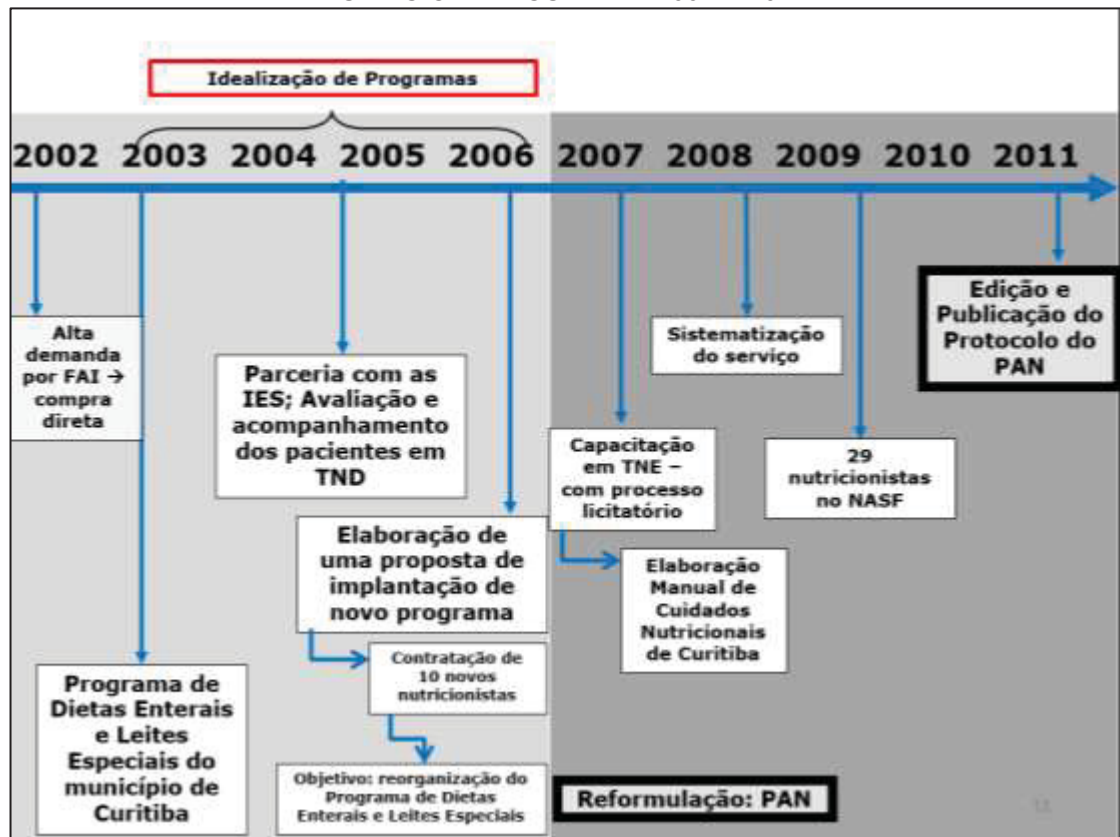 Idealização de Programas
2002 2003 2004 2005 2006 2007 2008 2009 2010 2011
Alta
demanda
por FAI →
compra
direta
Programa de
Dietas Enterais
e Leites
Especiais do
município de
Curitiba
Parceria com as
IES; Avaliação e
acompanhamento
dos pacientes em
TND
Elaboração de
uma proposta de
implantação de
novo programa
Contratação de
10 novos
nutricionistas
Objetivo: reorganização do
Programa de Dietas
Enterais e Leites Especiais
Capacitação
em TNE –
com processo
licitatório
Elaboração
Manual de
Cuidados
Nutricionais
de Curitiba
Sistematização
do serviço
29
nutricionistas
no NASF
Edição e
Publicação do
Protocolo do
PAN
Reformulação: PAN